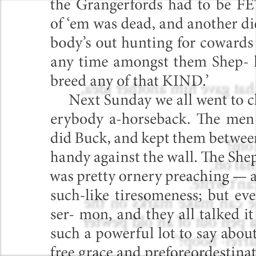 the Grangerfords had to be FE
of ‘em was dead, and another die
body’s out hunting for cowards
any time amongst them Shep-
breed any of that KIND.’
Next Sunday we all went to ch
erybody a-horseback. The men
did Buck, and kept them between
handy against the wall. The Shep
was pretty ornery preaching — a
such-like tiresomeness; but eve
ser- mon, and they all talked it
such a powerful lot to say about
free grace and preforeordestinat